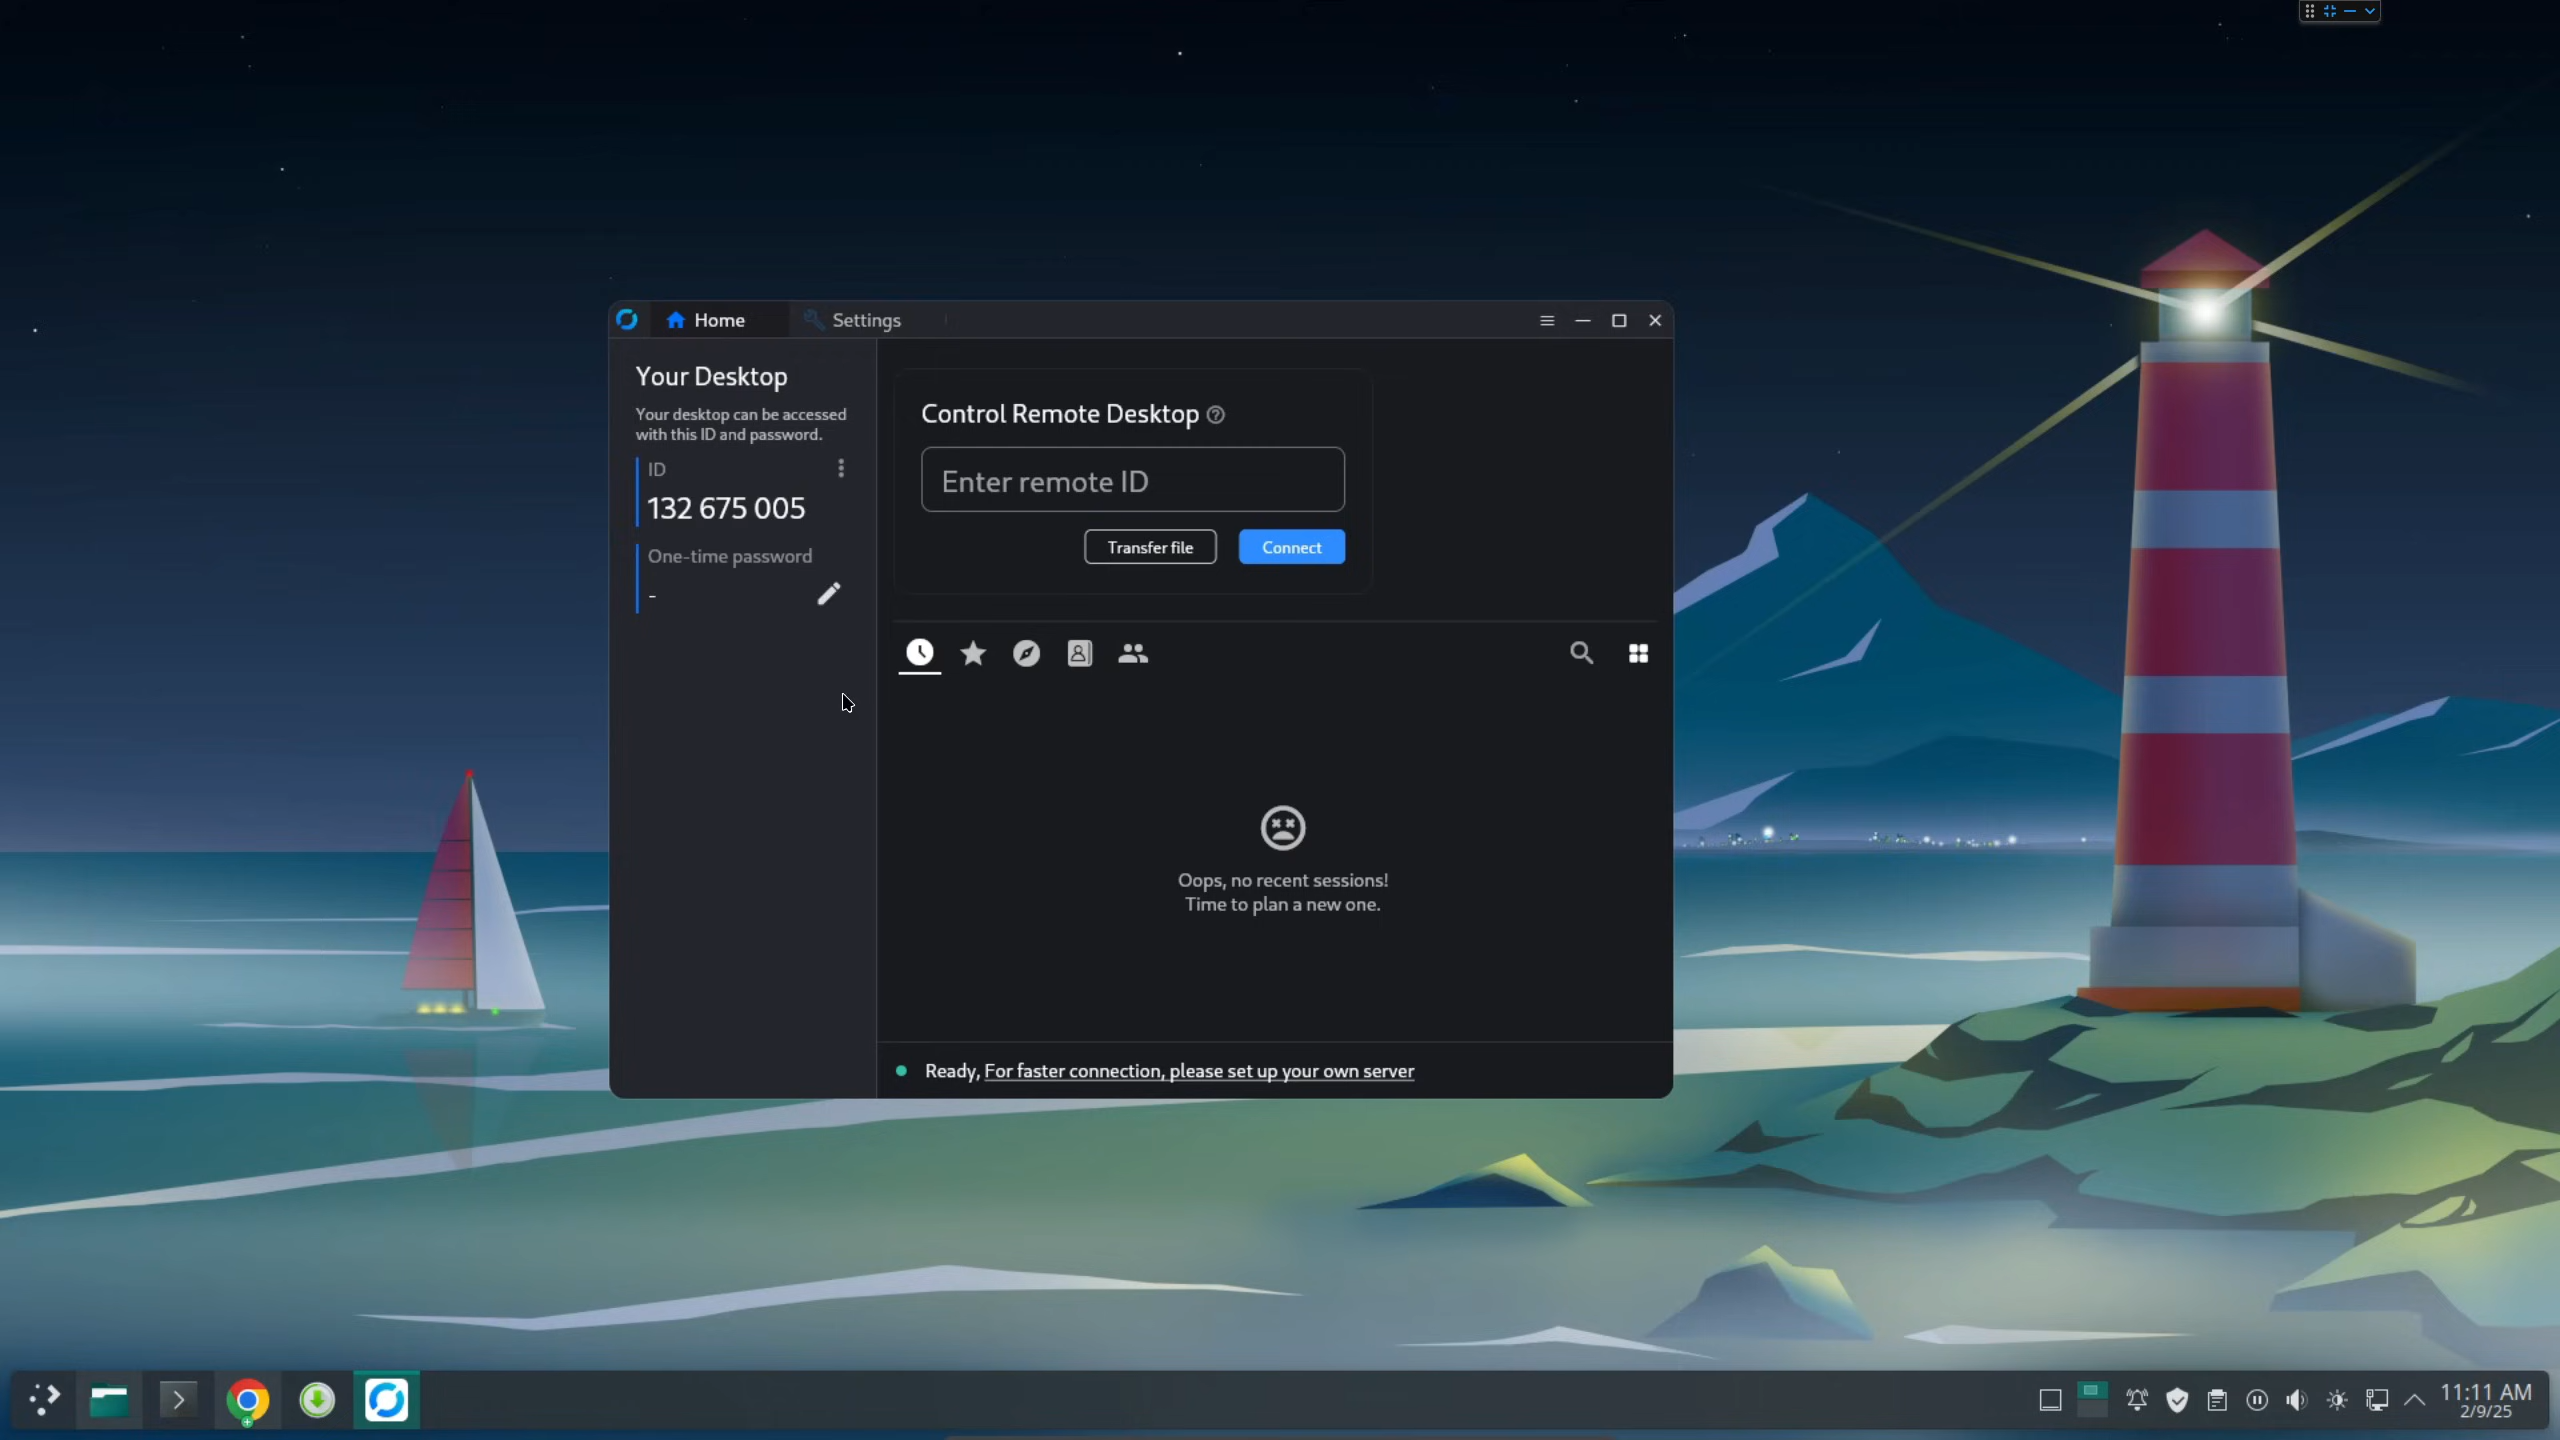 Home
Settings
Your Desktop
Your desktop can be accessed
with this ID and password.
ID
132 675 005
One-time password
-
Control Remote Desktop
Enter remote ID
Transfer file
Connect
Oops, no recent sessions!
Time to plan a new one.
Ready, For faster connection, please set up your own server
11:11 AM
2/9/25